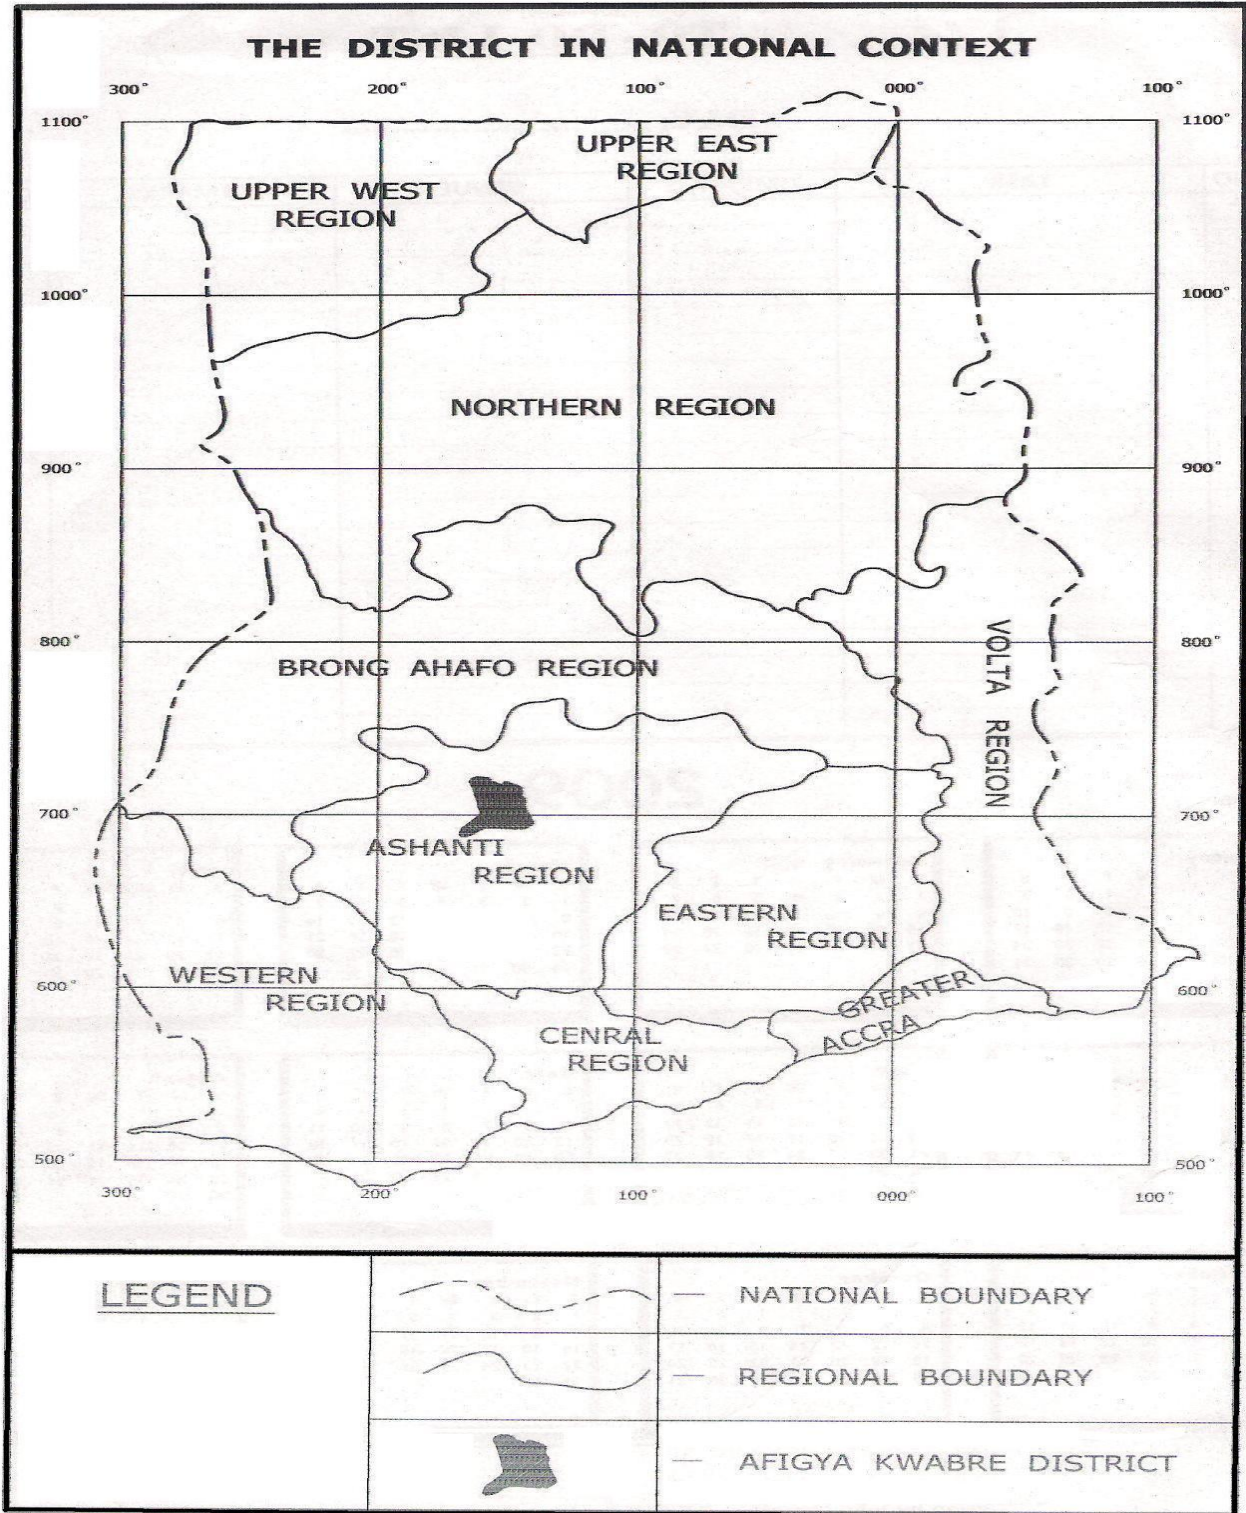 THE DISTRICT IN NATIONAL CONTEXT
300° 200° 100° 000° 100°
1100° 1100°
UPPER EAST
REGION
UPPER WEST
REGION
1000° 1000°
NORTHERN REGION
900° 900°
800° 800°
VOLTA REGION
BRONG AHAFO REGION
700° 700°
ASHANTI
REGION
EASTERN
REGION
WESTERN
REGION
600° 600°
GREATER
ACCRA
CENRAL
REGION
500° 500°
300° 200° 100° 000° 100°
LEGEND
— NATIONAL BOUNDARY
— REGIONAL BOUNDARY
— AFIGYA KWABRE DISTRICT